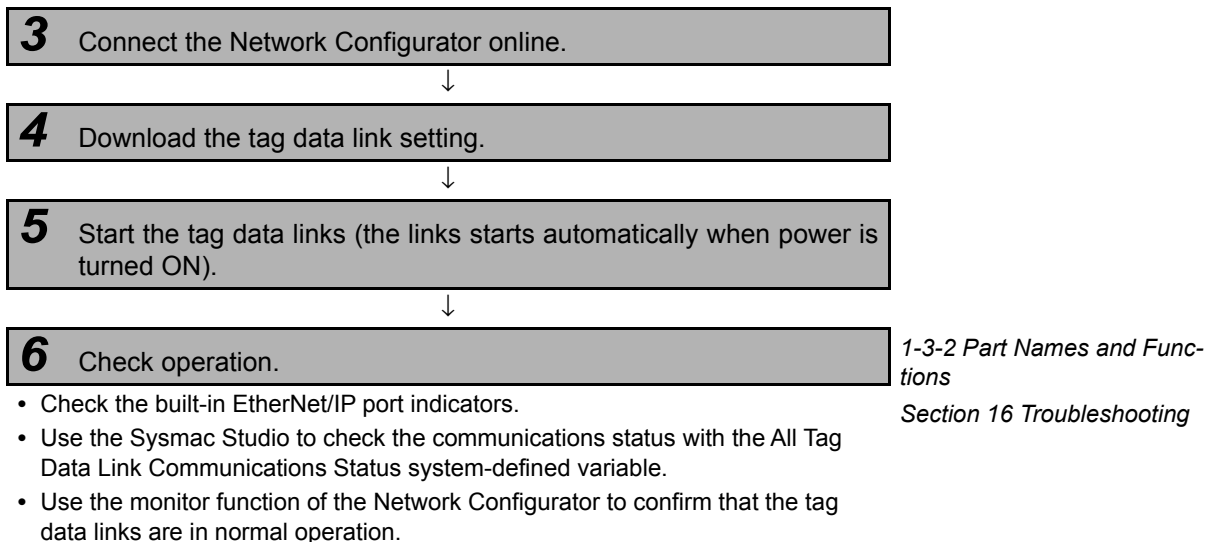 3 Connect the Network Configurator online.
↓
4 Download the tag data link setting.
↓
5 Start the tag data links (the links starts automatically when power is
turned ON).
↓
6 Check operation.
1-3-2 Part Names and Func-
tions
Section 16 Troubleshooting
• Check the built-in EtherNet/IP port indicators.
• Use the Sysmac Studio to check the communications status with the All Tag
Data Link Communications Status system-defined variable.
• Use the monitor function of the Network Configurator to confirm that the tag
data links are in normal operation.